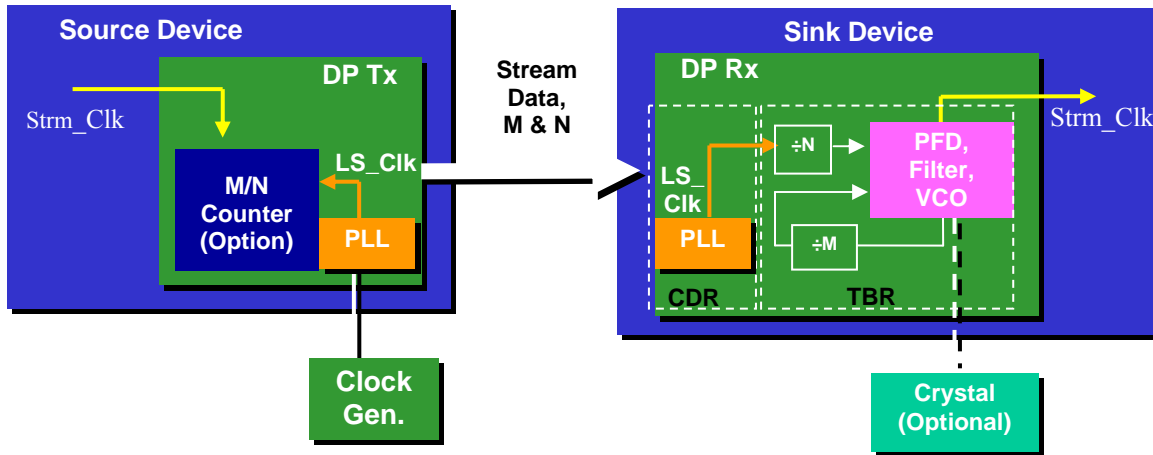 Source Device
DP Tx
Strm_Clk
LS_Clk
M/N
Counter
(Option)
PLL
Clock
Gen.
Stream
Data,
M & N
Sink Device
DP Rx
Strm_Clk
LS_
Clk
PLL
CDR
÷N
÷M
PFD,
Filter,
VCO
TBR
Crystal
(Optional)